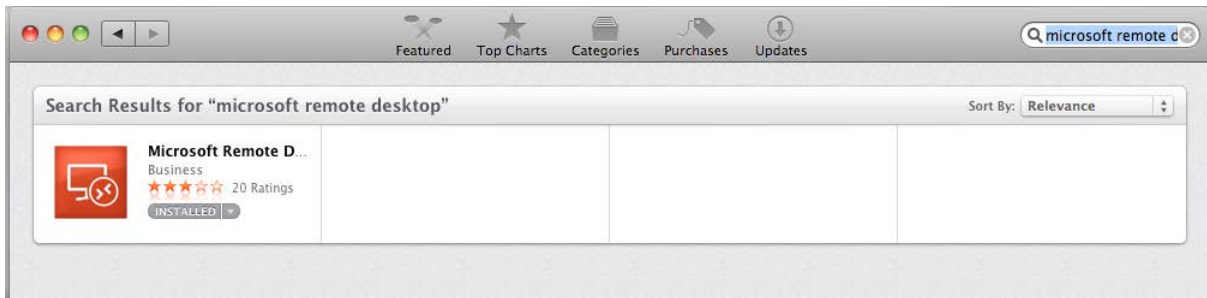 microsoft remote d
Featured Top Charts Categories Purchases Updates
Search Results for “microsoft remote desktop”
Sort By: Relevance
Microsoft Remote D...
Business
20 Ratings
INSTALLED